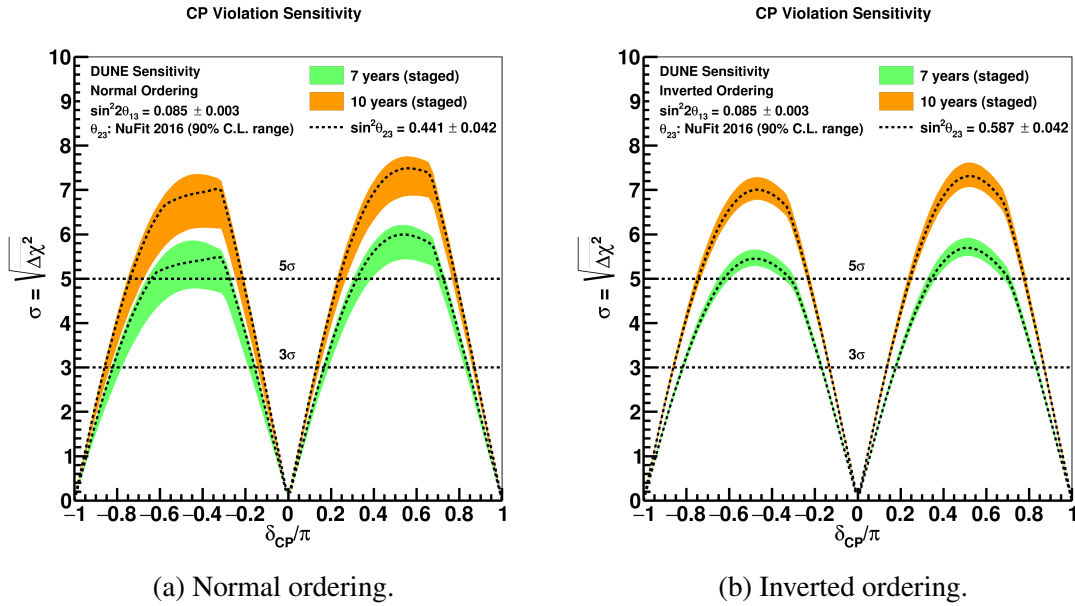 CP Violation Sensitivity
DUNE Sensitivity
Normal Ordering
sin²2θ₁₃ = 0.085 ± 0.003
θ₂₃: NuFit 2016 (90% C.L. range)
7 years (staged)
10 years (staged)
sin²θ₂₃ = 0.441 ± 0.042
5σ
3σ
σ = √Δχ²
10
9
8
7
6
5
4
3
2
1
0
−1 −0.8 −0.6 −0.4 −0.2 0 0.2 0.4 0.6 0.8 1
δCP/π
(a) Normal ordering.
CP Violation Sensitivity
DUNE Sensitivity
Inverted Ordering
sin²2θ₁₃ = 0.085 ± 0.003
θ₂₃: NuFit 2016 (90% C.L. range)
7 years (staged)
10 years (staged)
sin²θ₂₃ = 0.587 ± 0.042
5σ
3σ
σ = √Δχ²
10
9
8
7
6
5
4
3
2
1
0
−1 −0.8 −0.6 −0.4 −0.2 0 0.2 0.4 0.6 0.8 1
δCP/π
(b) Inverted ordering.